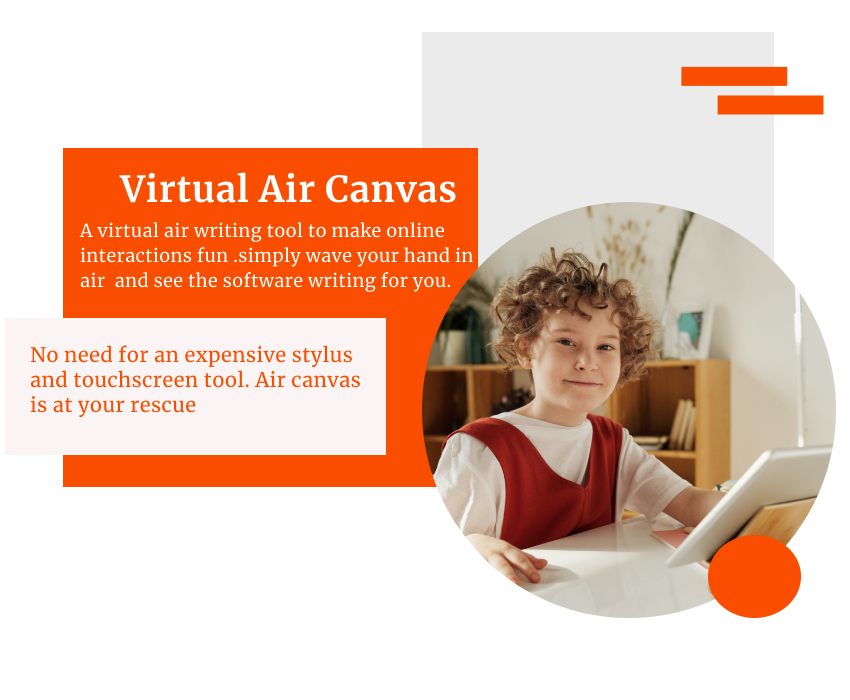 Virtual Air Canvas
A virtual air writing tool to make online
interactions fun .simply wave your hand in
air  and see the software writing for you.
No need for an expensive stylus
and touchscreen tool. Air canvas
is at your rescue